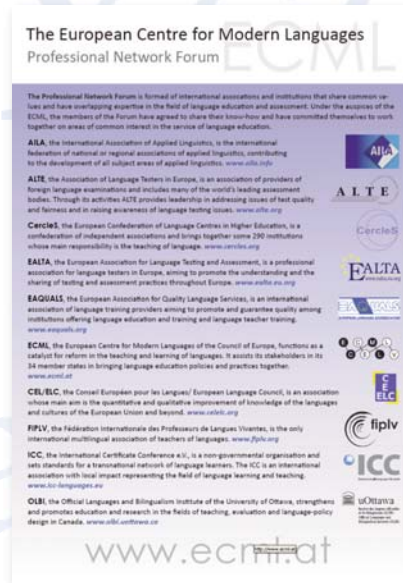 The European Centre for Modern Languages
ECML
Professional Network Forum
The Professional Network Forum is formed of international associations and institutions that share common va-
lues and have overlapping expertise in the field of language education and assessment. Under the auspices of the
ECML, the members of the Forum have agreed to share their know-how and have committed themselves to work
together on areas of common interest in the service of language education.
AILA, the International Association of Applied Linguistics, is the international
federation of national or regional associations of applied linguistics, contributing
to the development of all subject areas of applied linguistics. www.aila.info
AILA
ALTE, the Association of Language Testers in Europe, is an association of providers of
foreign language examinations and includes many of the world's leading assessment
bodies. Through its activities ALTE provides leadership in addressing issues of test quality
and fairness and in raising awareness of language testing issues. www.alte.org
ALTE
CercleS, the European Confederation of Language Centres in Higher Education, is a
confederation of independent associations and brings together some 290 institutions
whose main responsibility is the teaching of language. www.cercles.org
CercleS
EALTA, the European Association for Language Testing and Assessment, is a professional
association for language testers in Europe, aiming to promote the understanding and the
sharing of testing and assessment practices throughout Europe. www.ealta.eu.org
EALTA
www.ealta.eu.org
EAQUALS, the European Association for Quality Language Services, is an international
association of language training providers aiming to promote and guarantee quality among
institutions offering language education and training and language teacher training.
www.eaquals.org
EAQUALS
ECML, the European Centre for Modern Languages of the Council of Europe, functions as a
catalyst for reform in the teaching and learning of languages. It assists its stakeholders in its
34 member states in bringing language education policies and practices together.
www.ecml.at
ECML
CELV
CEL/ELC, the Conseil Européen pour les Langues/ European Language Council, is an association
whose main aim is the quantitative and qualitative improvement of knowledge of the languages
and cultures of the European Union and beyond. www.celelc.org
C
E
ELC
FIPLV, the Fédération Internationale des Professeurs de Langues Vivantes, is the only
international multilingual association of teachers of languages. www.fiplv.org
fiplv
ICC, the International Certificate Conference e.V., is a non-governmental organisation and
sets standards for a transnational network of language learners. The ICC is an international
association with local impact representing the field of language learning and teaching.
www.icc-languages.eu
ICC
OLBI, the Official Languages and Bilingualism Institute of the University of Ottawa, strengthens
and promotes education and research in the fields of teaching, evaluation and language-policy
design in Canada. www.olbi.uottawa.ca
uOttawa
www.ecml.at
http://www.ecml.at/